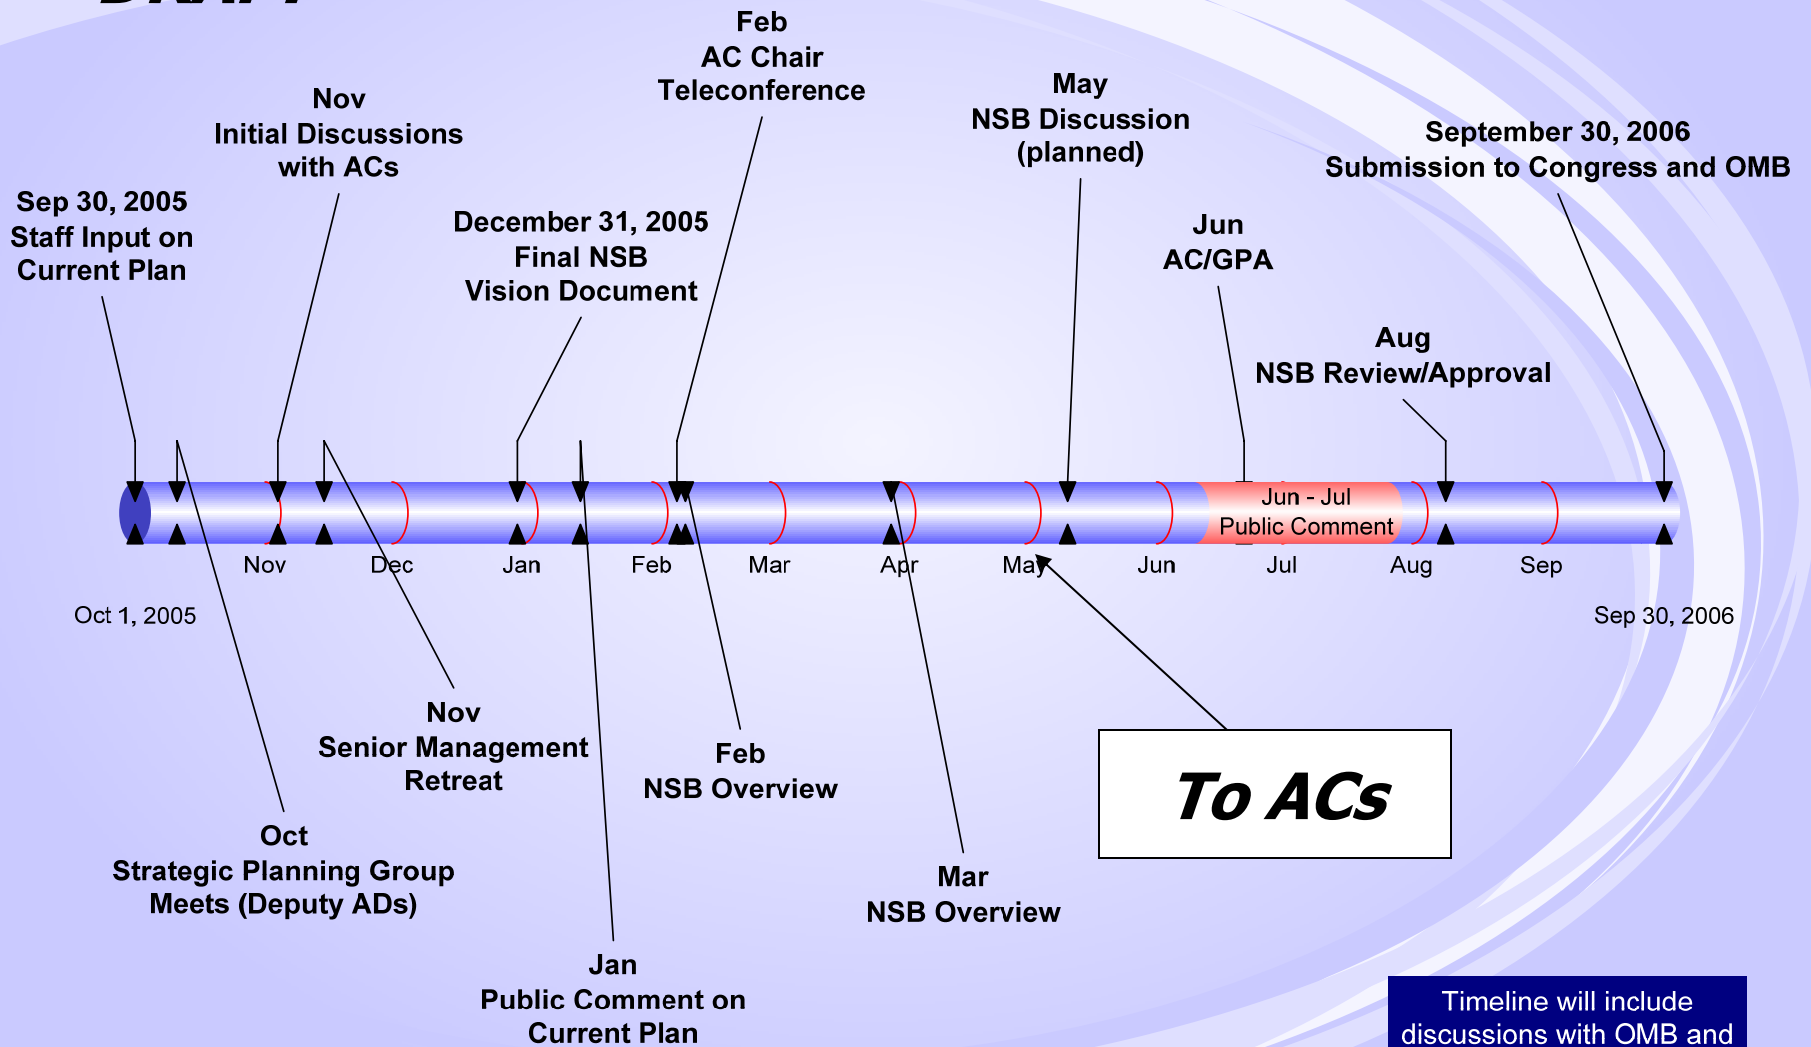 DRAFT
Feb
AC Chair
Teleconference
Nov
Initial Discussions
with ACs
May
NSB Discussion
(planned)
September 30, 2006
Submission to Congress and OMB
Sep 30, 2005
Staff Input on
Current Plan
December 31, 2005
Final NSB
Vision Document
Jun
AC/GPA
Aug
NSB Review/Approval
Jun - Jul
Public Comment
Nov
Dec
Jan
Feb
Mar
Apr
May
Jun
Jul
Aug
Sep
Oct 1, 2005
Sep 30, 2006
Nov
Senior Management
Retreat
Feb
NSB Overview
To ACs
Oct
Strategic Planning Group
Meets (Deputy ADs)
Mar
NSB Overview
Jan
Public Comment on
Current Plan
Timeline will include
discussions with OMB and